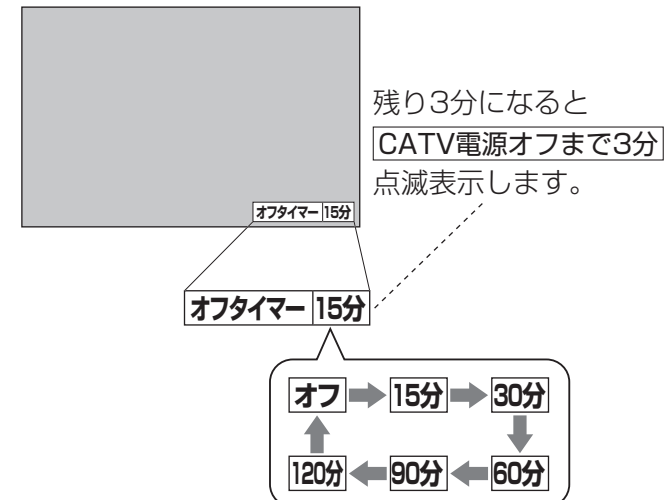 残り3分になると
CATV電源オフまで3分
点滅表示します。
オフタイマー 15分
オフタイマー 15分
オフ 15分 30分
120分 90分 60分